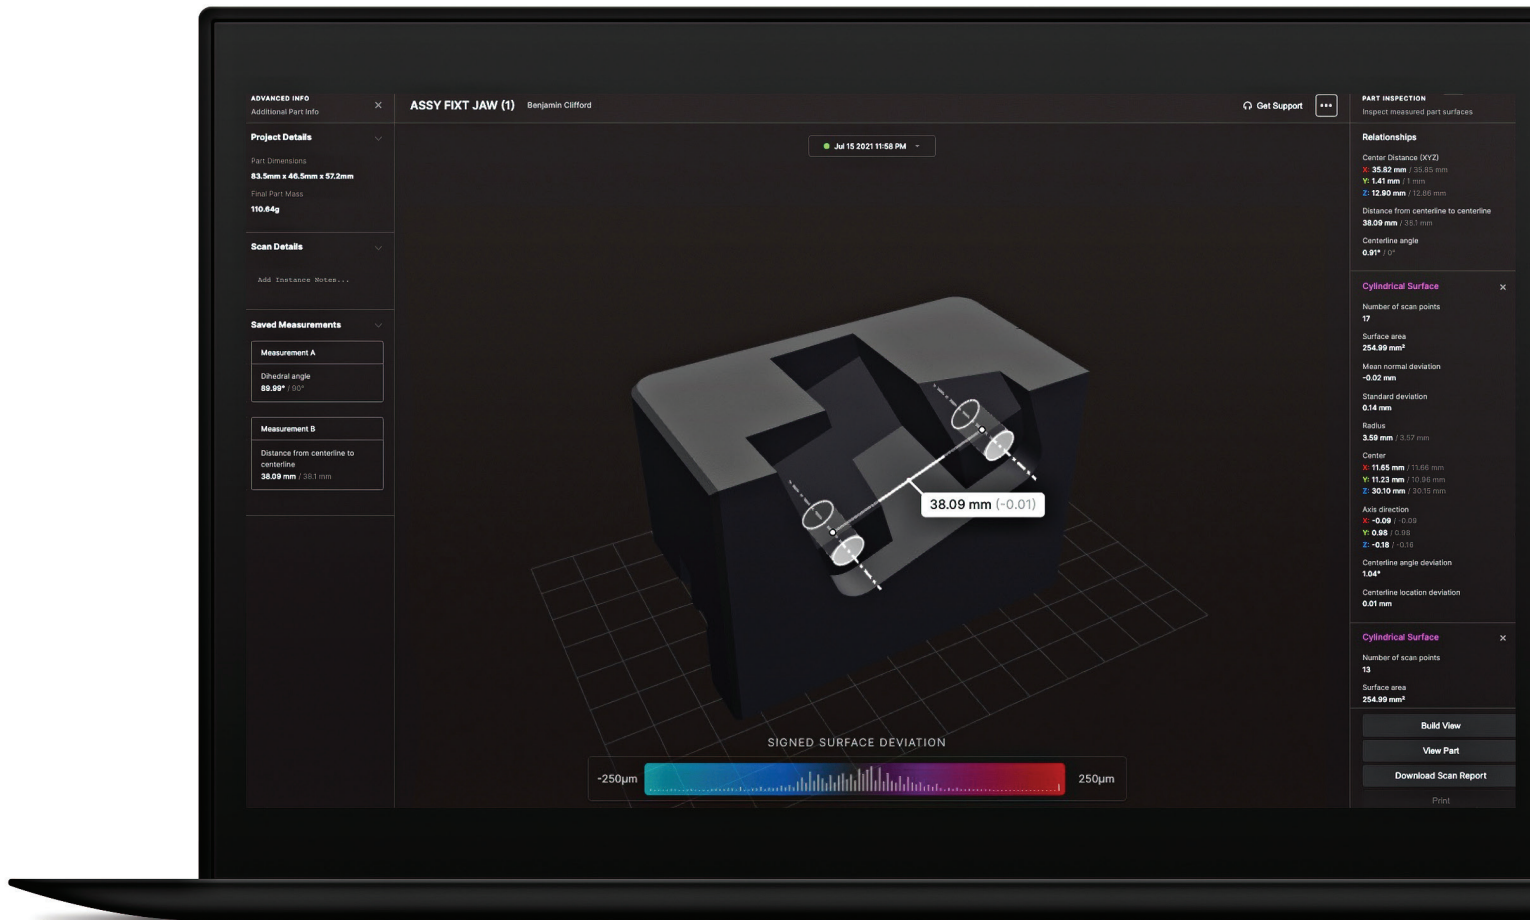 ADVANCED INFO
Additional Part Info
Project Details
Part Dimensions
83.5mm x 46.5mm x 57.2mm
Final Part Mass
110.64g
Scan Details
Add Instance Notes...
Saved Measurements
Measurement A
Dihedral angle
89.99° / 90°
Measurement B
Distance from centerline to
centerline
38.09 mm / 38.1 mm
ASSY FIXT JAW (1) Benjamin Clifford
Get Support
Jul 15 2021 11:58 PM
38.09 mm (-0.01)
SIGNED SURFACE DEVIATION
-250µm
250µm
PART INSPECTION
Inspect measured part surfaces
Relationships
Center Distance (XYZ)
X: 35.82 mm / 35.85 mm
Y: 1.41 mm / 1 mm
Z: 12.90 mm / 12.86 mm
Distance from centerline to centerline
38.09 mm / 38.1 mm
Centerline angle
0.91° / 0°
Cylindrical Surface
Number of scan points
17
Surface area
254.99 mm²
Mean normal deviation
-0.02 mm
Standard deviation
0.14 mm
Radius
3.59 mm / 3.57 mm
Center
X: 11.65 mm / 11.66 mm
Y: 11.23 mm / 10.96 mm
Z: 30.10 mm / 30.15 mm
Axis direction
X: -0.09 / -0.09
Y: 0.98 / 0.98
Z: -0.18 / -0.16
Centerline angle deviation
1.04°
Centerline location deviation
0.01 mm
Cylindrical Surface
Number of scan points
13
Surface area
254.99 mm²
Build View
View Part
Download Scan Report
Print